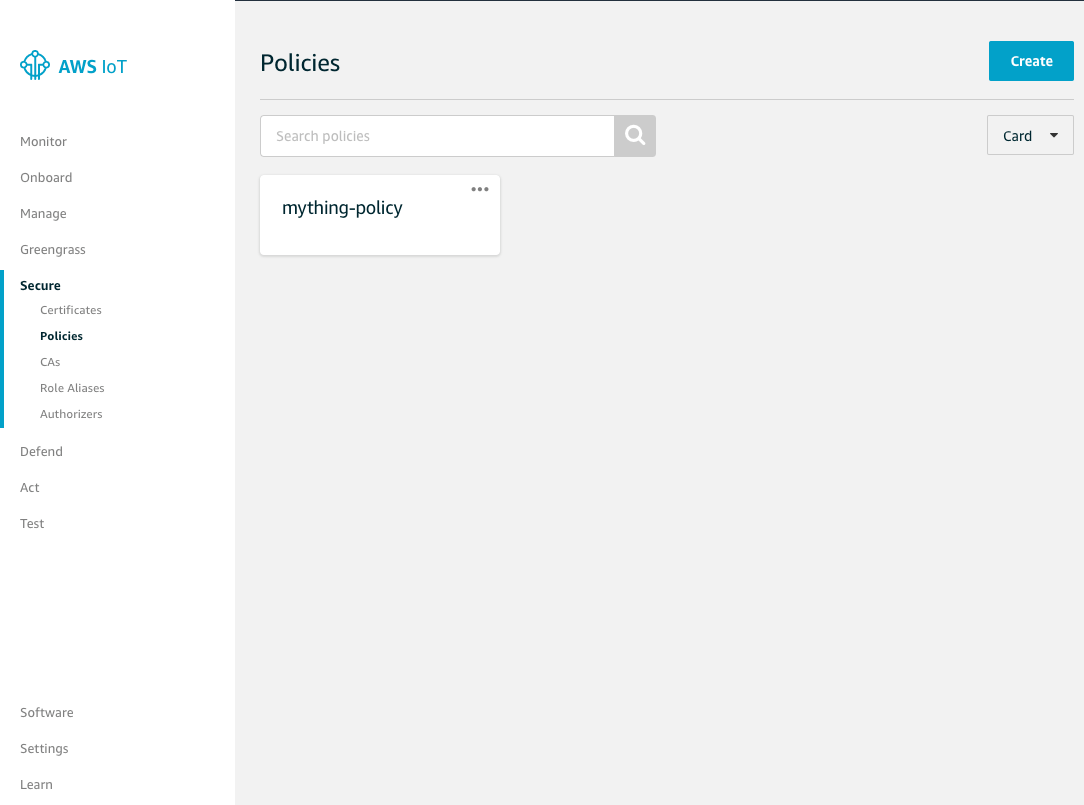 AWS IoT
Monitor
Onboard
Manage
Greengrass
Secure
Certificates
Policies
CAs
Role Aliases
Authorizers
Defend
Act
Test
Software
Settings
Learn
Policies
Create
Search policies
Card
mything-policy